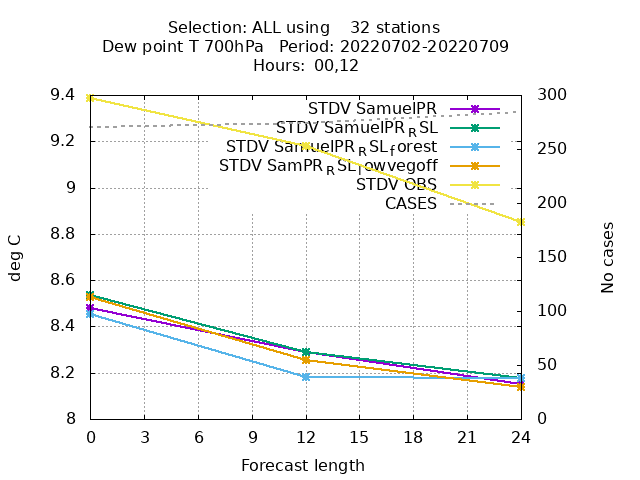 Selection: ALL using    32 stations
Dew point T 700hPa   Period: 20220702-20220709
Hours:  00,12
9.4
9.2
9
8.8
8.6
8.4
8.2
8
deg C
300
250
200
150
100
50
0
No cases
STDV SamuelPR
STDV SamuelPR_RSL
STDV SamuelPR_RSL_forest
STDV SamPR_RSL_lowvegoff
STDV OBS
CASES
0 3 6 9 12 15 18 21 24
Forecast length